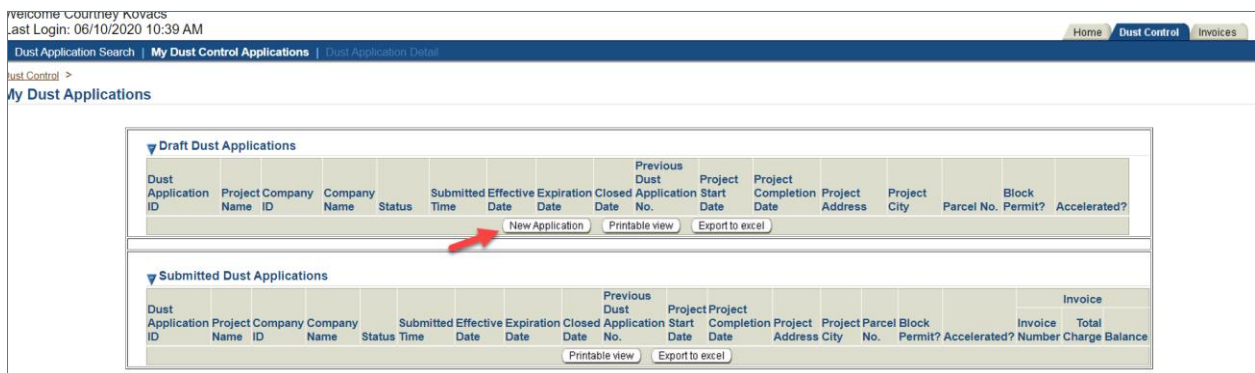 Welcome Courtney Kovacs
Last Login: 06/10/2020 10:39 AM
Home Dust Control Invoices
Dust Application Search | My Dust Control Applications | Dust Application Detail
Dust Control >
My Dust Applications
Draft Dust Applications
Dust Application ID Project Name Company ID Company Name Status Submitted Time Effective Date Expiration Date Closed Date Previous Dust Application No. Project Start Date Project Completion Date Project Address Project City Parcel No. Block Permit? Accelerated?
New Application Printable view Export to excel
Submitted Dust Applications
Dust Application ID Project Name Company ID Company Name Status Submitted Time Effective Date Expiration Date Closed Date Previous Dust Application No. Project Start Date Project Completion Date Project Address Project City Parcel No. Block Permit? Accelerated? Invoice Invoice Number Total Charge Balance
Printable view Export to excel